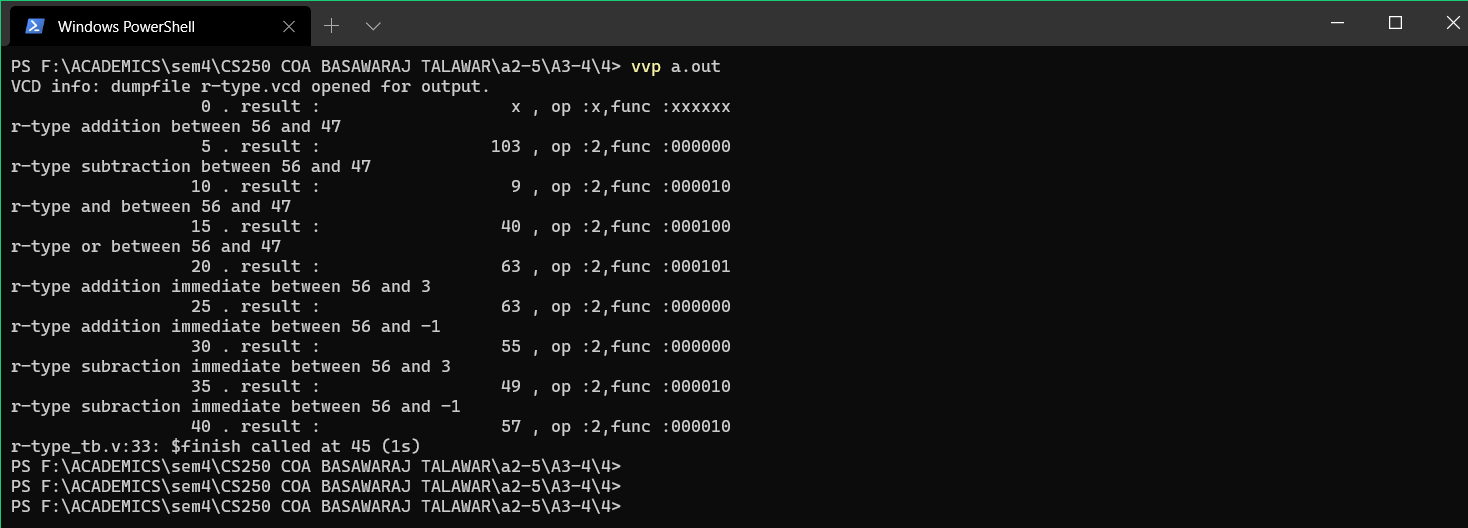 Windows PowerShell
PS F:\ACADEMICS\sem4\CS250 COA BASAWARAJ TALAWAR\a2-5\A3-4\4> vvp a.out
VCD info: dumpfile r-type.vcd opened for output.
                   0 . result :                   x , op :x,func :xxxxxx
r-type addition between 56 and 47
                   5 . result :                 103 , op :2,func :000000
r-type subtraction between 56 and 47
                  10 . result :                   9 , op :2,func :000010
r-type and between 56 and 47
                  15 . result :                  40 , op :2,func :000100
r-type or between 56 and 47
                  20 . result :                  63 , op :2,func :000101
r-type addition immediate between 56 and 3
                  25 . result :                  63 , op :2,func :000000
r-type addition immediate between 56 and -1
                  30 . result :                  55 , op :2,func :000000
r-type subraction immediate between 56 and 3
                  35 . result :                  49 , op :2,func :000010
r-type subraction immediate between 56 and -1
                  40 . result :                  57 , op :2,func :000010
r-type_tb.v:33: $finish called at 45 (1s)
PS F:\ACADEMICS\sem4\CS250 COA BASAWARAJ TALAWAR\a2-5\A3-4\4>
PS F:\ACADEMICS\sem4\CS250 COA BASAWARAJ TALAWAR\a2-5\A3-4\4>
PS F:\ACADEMICS\sem4\CS250 COA BASAWARAJ TALAWAR\a2-5\A3-4\4>